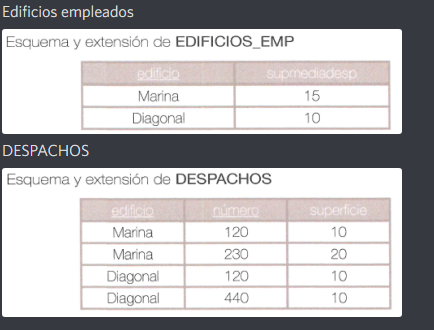 Edificios empleados
Esquema y extensión de EDIFICIOS_EMP
edificio supmediadesp
Marina 15
Diagonal 10
DESPACHOS
Esquema y extensión de DESPACHOS
edificio número superficie
Marina 120 10
Marina 230 20
Diagonal 120 10
Diagonal 440 10